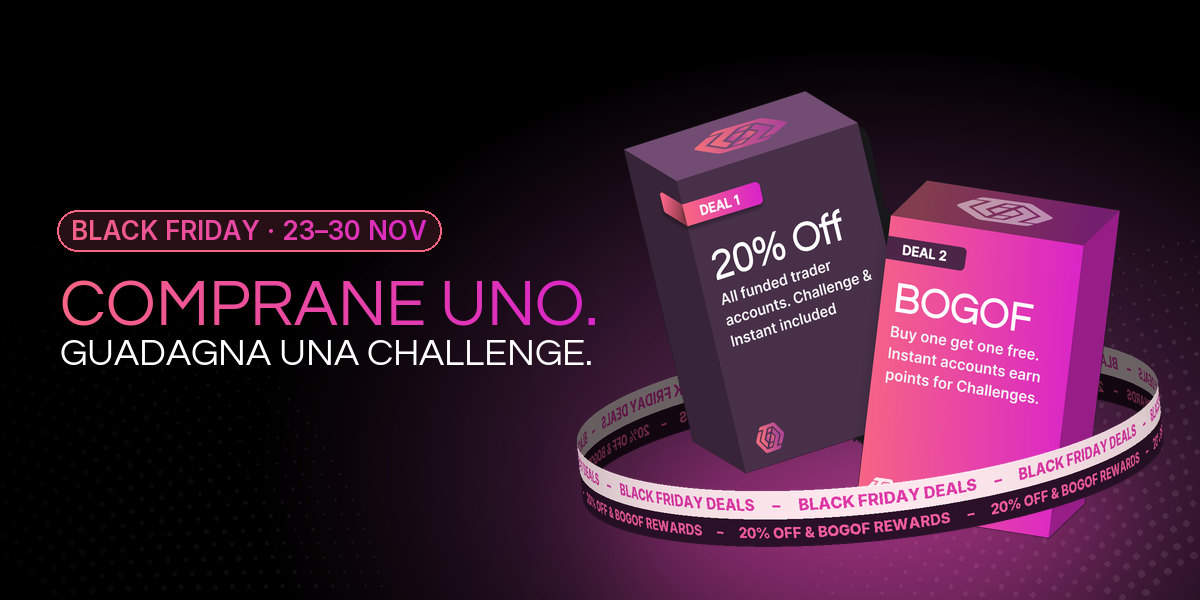 BLACK FRIDAY · 23–30 NOV
COMPRANE UNO.
GUADAGNA UNA CHALLENGE.
DEAL 1
20% Off
All funded trader
accounts. Challenge &
Instant included
DEAL 2
BOGOF
Buy one get one free.
Instant accounts earn
points for Challenges.
BLACK FRIDAY DEALS – BLACK FRIDAY DEALS – BLACK FRIDAY DEALS
20% OFF & BOGOF REWARDS – 20% OFF & BOGOF REWARDS – 20% OFF & BOGOF REWARDS